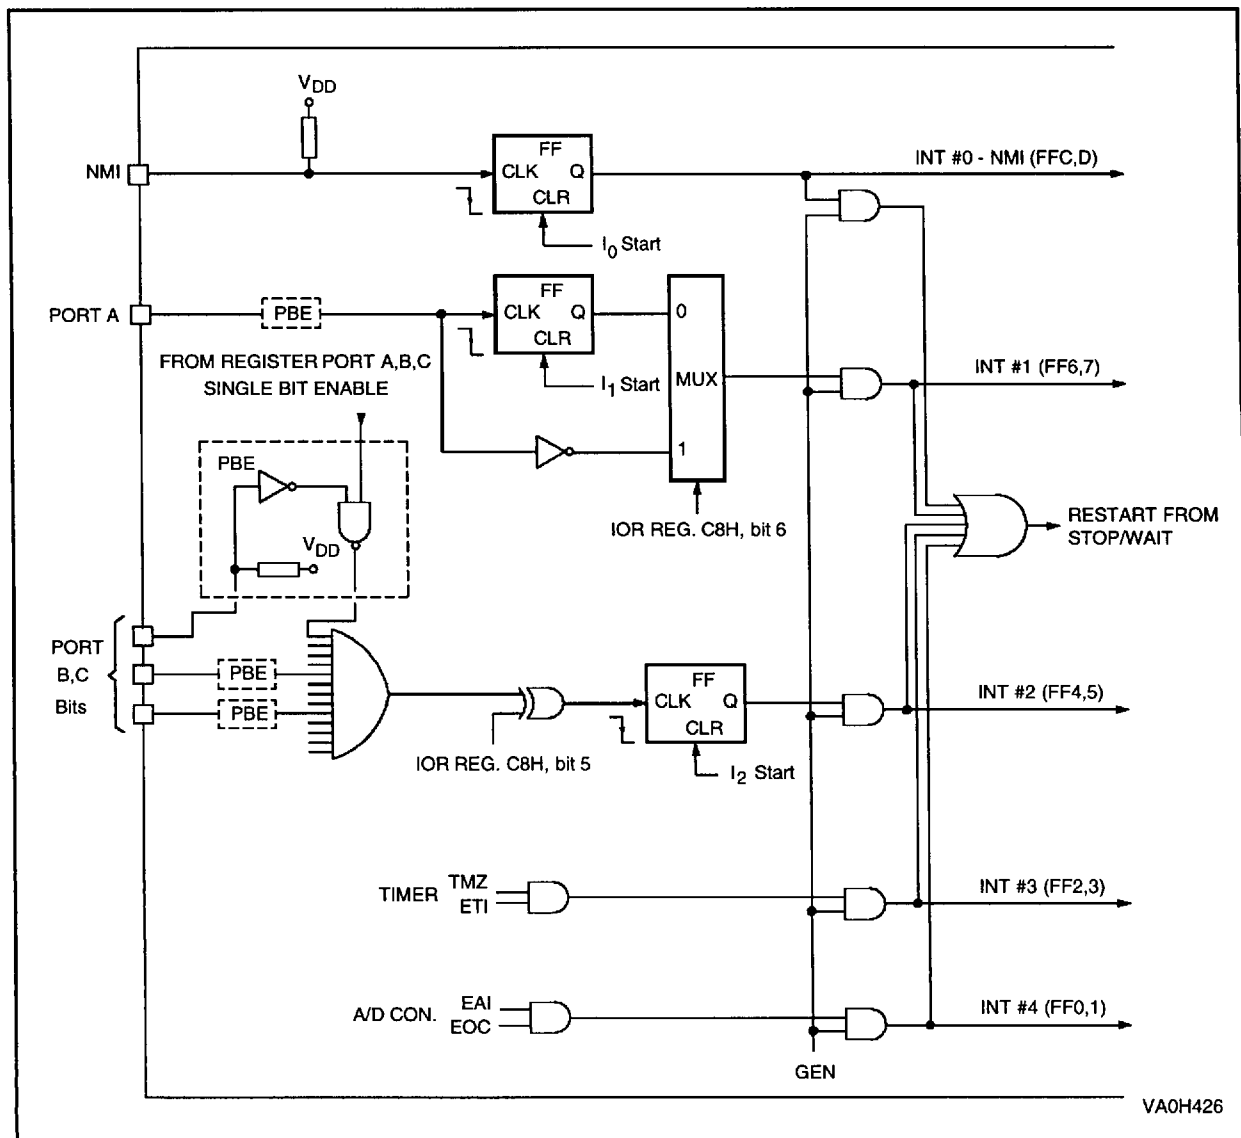 VDD
NMI
FF
CLK Q
CLR
I0 Start
INT #0 - NMI (FFC,D)
PORT A
PBE
FF
CLK Q
CLR
I1 Start
0
MUX
1
INT #1 (FF6,7)
FROM REGISTER PORT A,B,C
SINGLE BIT ENABLE
PBE
VDD
IOR REG. C8H, bit 6
RESTART FROM
STOP/WAIT
PORT
B,C
Bits
PBE
PBE
IOR REG. C8H, bit 5
FF
CLK Q
CLR
I2 Start
INT #2 (FF4,5)
TIMER
TMZ
ETI
INT #3 (FF2,3)
A/D CON.
EAI
EOC
INT #4 (FF0,1)
GEN
VA0H426